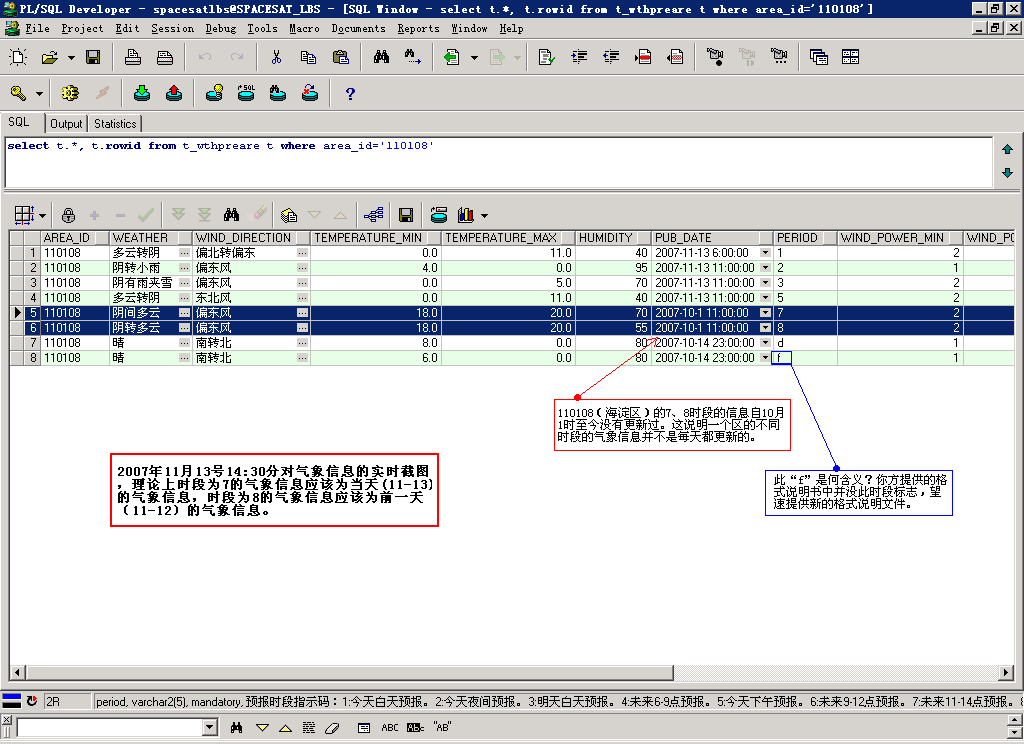 PL/SQL Developer - spacesatlbs@SPACESAT_LBS - [SQL Window - select t.*, t.rowid from t_wthpreare t where area_id='110108']
File Project Edit Session Debug Tools Macro Documents Reports Window Help
SQL Output Statistics
select t.*, t.rowid from t_wthpreare t where area_id='110108'
AREA_ID WEATHER WIND_DIRECTION TEMPERATURE_MIN TEMPERATURE_MAX HUMIDITY PUB_DATE PERIOD WIND_POWER_MIN WIND_PO
1 110108 多云转阴 偏北转偏东 0.0 11.0 40 2007-11-13 6:00:00 1 2
2 110108 阴转小雨 偏东风 4.0 0.0 95 2007-11-13 11:00:00 2 1
3 110108 阴有雨夹雪 偏东风 0.0 5.0 70 2007-11-13 11:00:00 3 2
4 110108 多云转阴 东北风 0.0 11.0 40 2007-11-13 11:00:00 5 2
5 110108 阴间多云 偏东风 18.0 20.0 70 2007-10-1 11:00:00 7 2
6 110108 阴转多云 偏东风 18.0 20.0 55 2007-10-1 11:00:00 8 2
7 110108 晴 南转北 8.0 0.0 80 2007-10-14 23:00:00 d 1
8 110108 晴 南转北 6.0 0.0 80 2007-10-14 23:00:00 f 1
110108（海淀区）的7、8时段的信息自10月
1时至今没有更新过。这说明一个区的不同
时段的气象信息并不是每天都更新的。
2007年11月13号14:30分对气象信息的实时截图
，理论上时段为7的气象信息应该为当天(11-13)
的气象信息，时段为8的气象信息应该为前一天
（11-12）的气象信息。
此“f”是何含义？你方提供的格
式说明书中并没此时段标志，望
速提供新的格式说明文件。
2R period, varchar2(5), mandatory, 预报时段指示码：1:今天白天预报。2:今天夜间预报。3:明天白天预报。4:未来6-9点预报。5:今天下午预报。6:未来9-12点预报。7:未来11-14点预报。8
ABC ABc "AB"